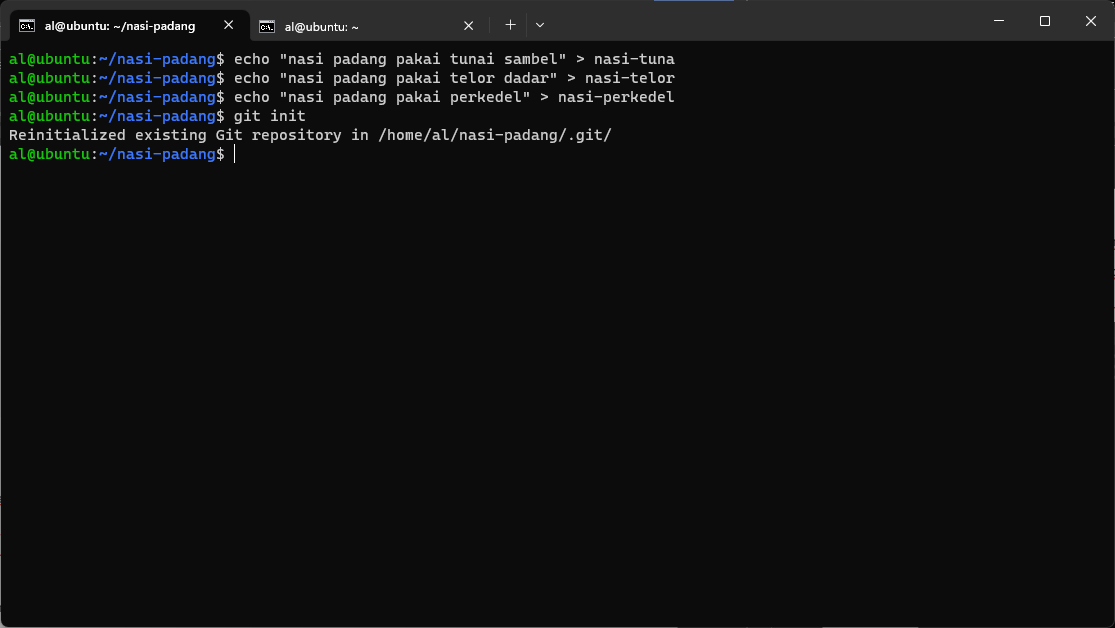 al@ubuntu: ~/nasi-padang
al@ubuntu: ~
al@ubuntu:~/nasi-padang$ echo "nasi padang pakai tunai sambel" > nasi-tuna
al@ubuntu:~/nasi-padang$ echo "nasi padang pakai telor dadar" > nasi-telor
al@ubuntu:~/nasi-padang$ echo "nasi padang pakai perkedel" > nasi-perkedel
al@ubuntu:~/nasi-padang$ git init
Reinitialized existing Git repository in /home/al/nasi-padang/.git/
al@ubuntu:~/nasi-padang$